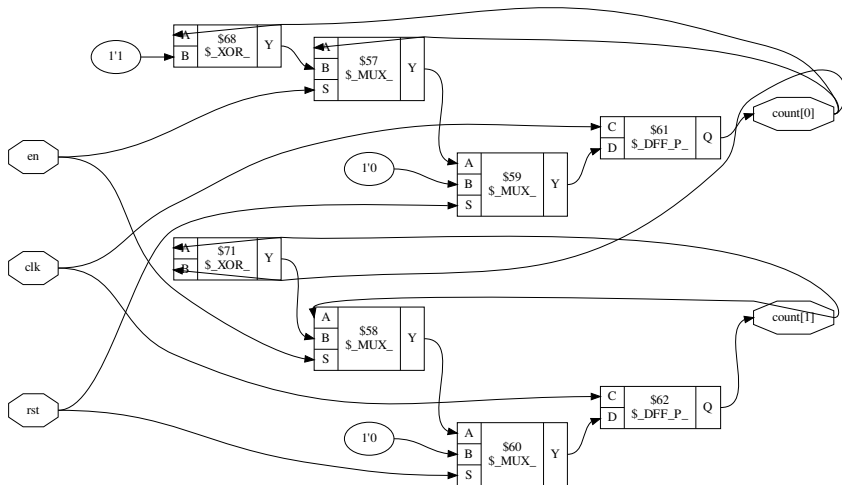 A
B
$68
$_XOR_
Y
1'1
A
B
S
$57
$_MUX_
Y
count[0]
C
D
$61
$_DFF_P_
Q
en
1'0
A
B
S
$59
$_MUX_
Y
clk
A
B
$71
$_XOR_
Y
count[1]
A
B
S
$58
$_MUX_
Y
rst
C
D
$62
$_DFF_P_
Q
1'0
A
B
S
$60
$_MUX_
Y